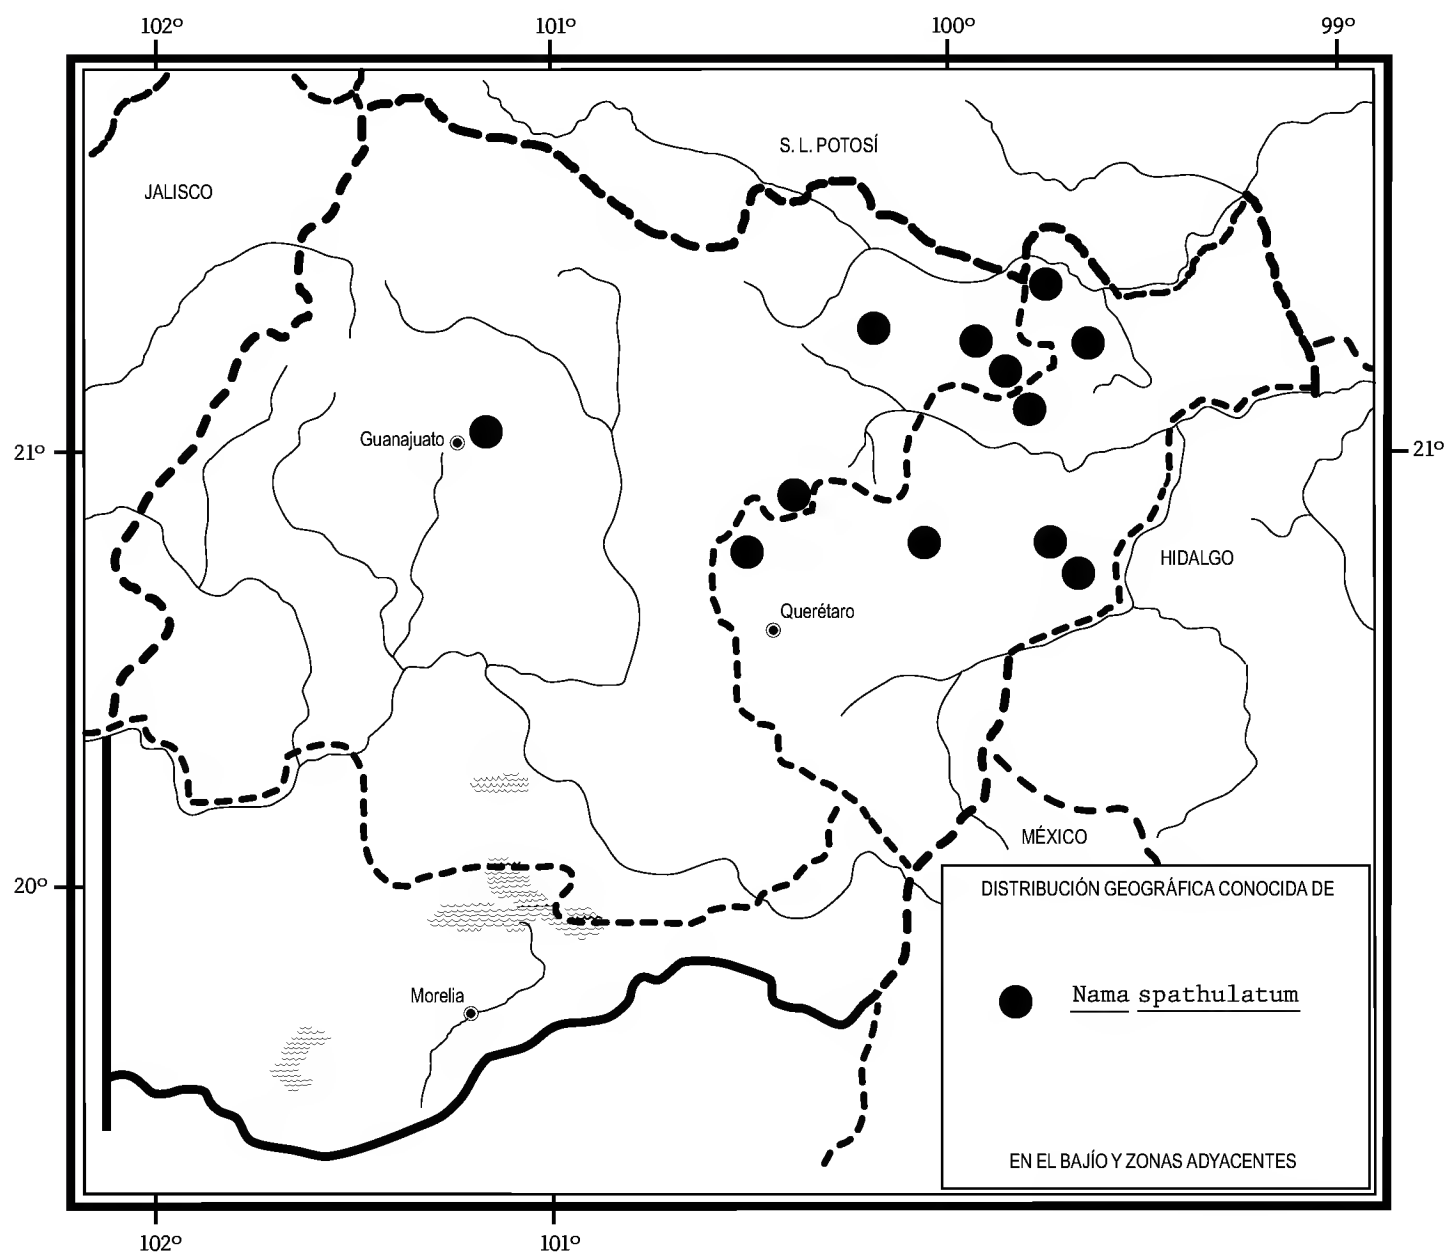 102º 101º 100º 99º
S. L. POTOSÍ
JALISCO
Guanajuato
21º 21º
HIDALGO
Querétaro
MÉXICO
20º
DISTRIBUCIÓN GEOGRÁFICA CONOCIDA DE
Morelia
Nama spathulatum
EN EL BAJÍO Y ZONAS ADYACENTES
102º 101º